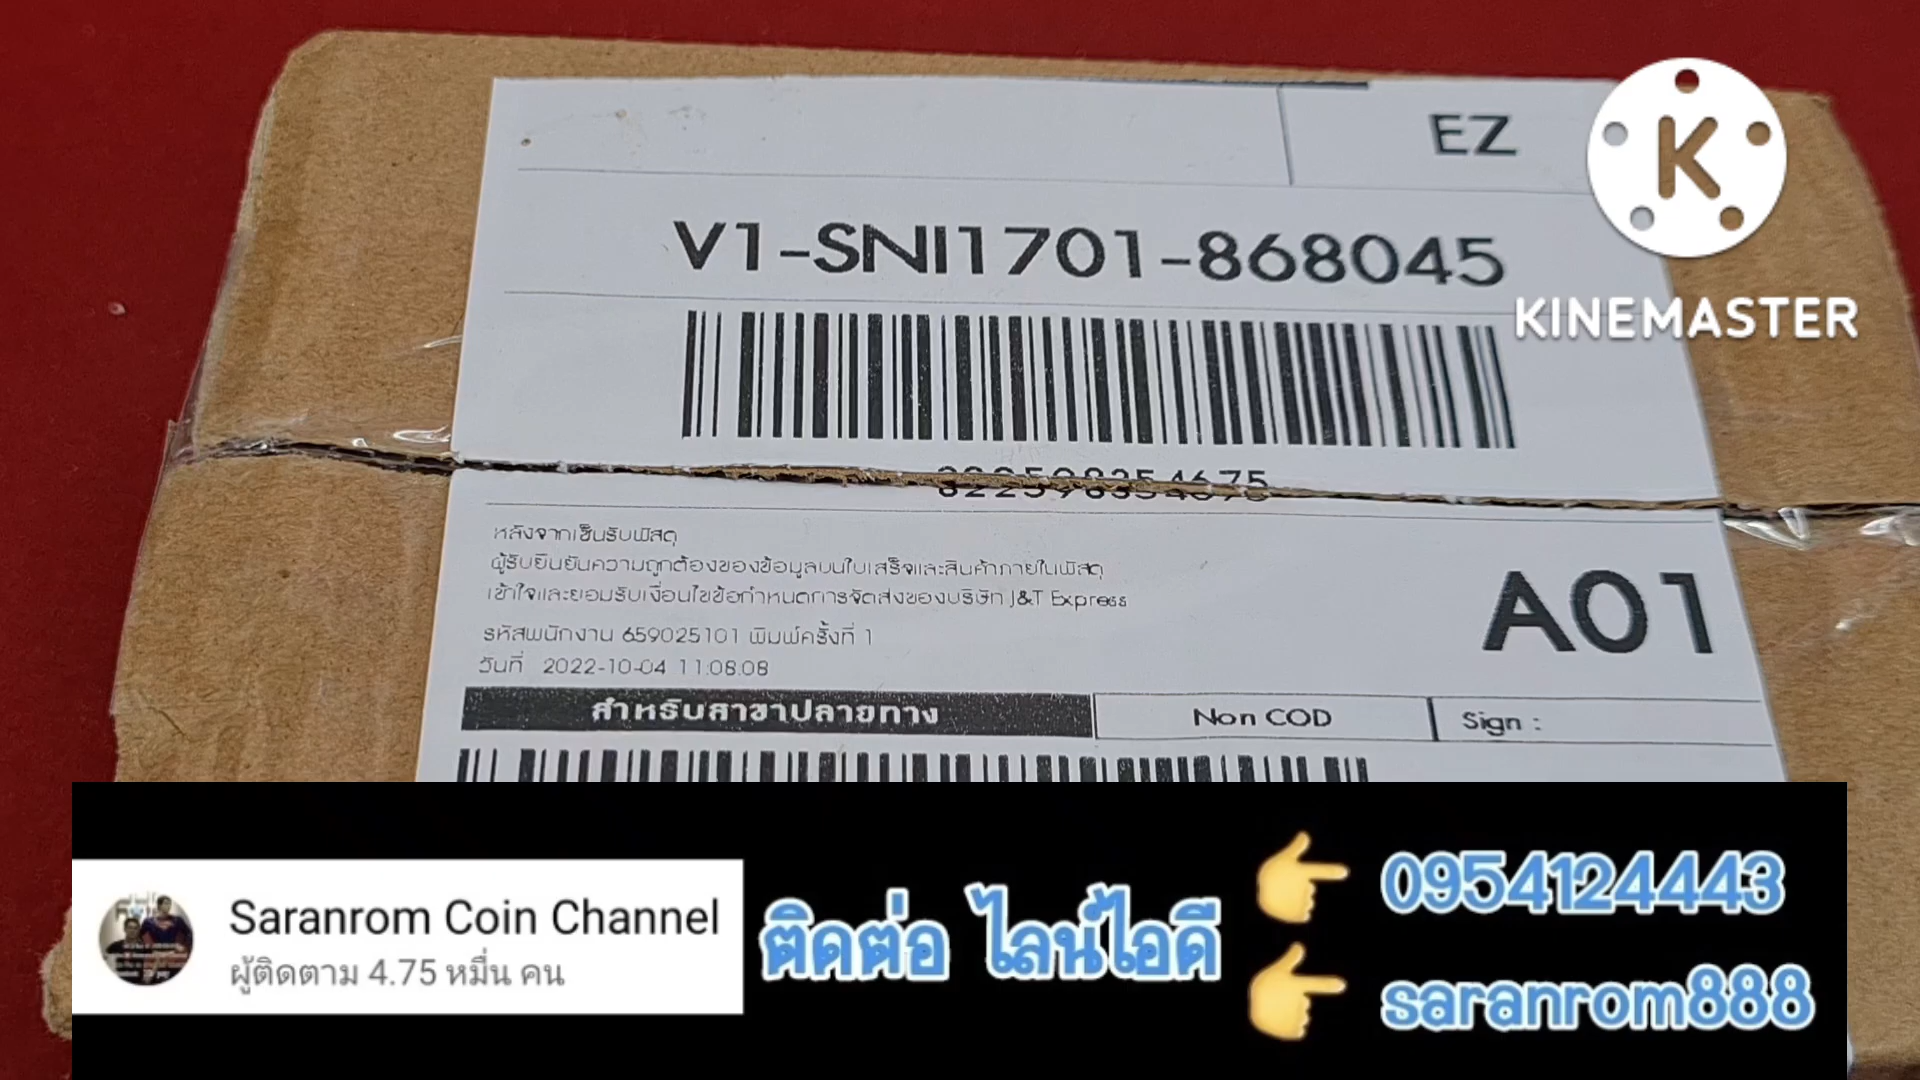 EZ
V1-SNI1701-868045
KINEMASTER
822598354675
หลังจากเซ็นรับพัสดุ
ผู้รับยืนยันความถูกต้องของข้อมูลบนใบเสร็จและสินค้าภายในพัสดุ
เข้าใจและยอมรับเงื่อนไขข้อกำหนดการจัดส่งของบริษัท J&T Express
A01
รหัสพนักงาน 659025101 พิมพ์ครั้งที่ 1
วันที่ 2022-10-04 11:08:08
สำหรับสาขาปลายทาง
Non COD
Sign :
Saranrom Coin Channel
ผู้ติดตาม 4.75 หมื่น คน
ติดต่อ ไลน์ไอดี
👉 0954124443
👉 saranrom888